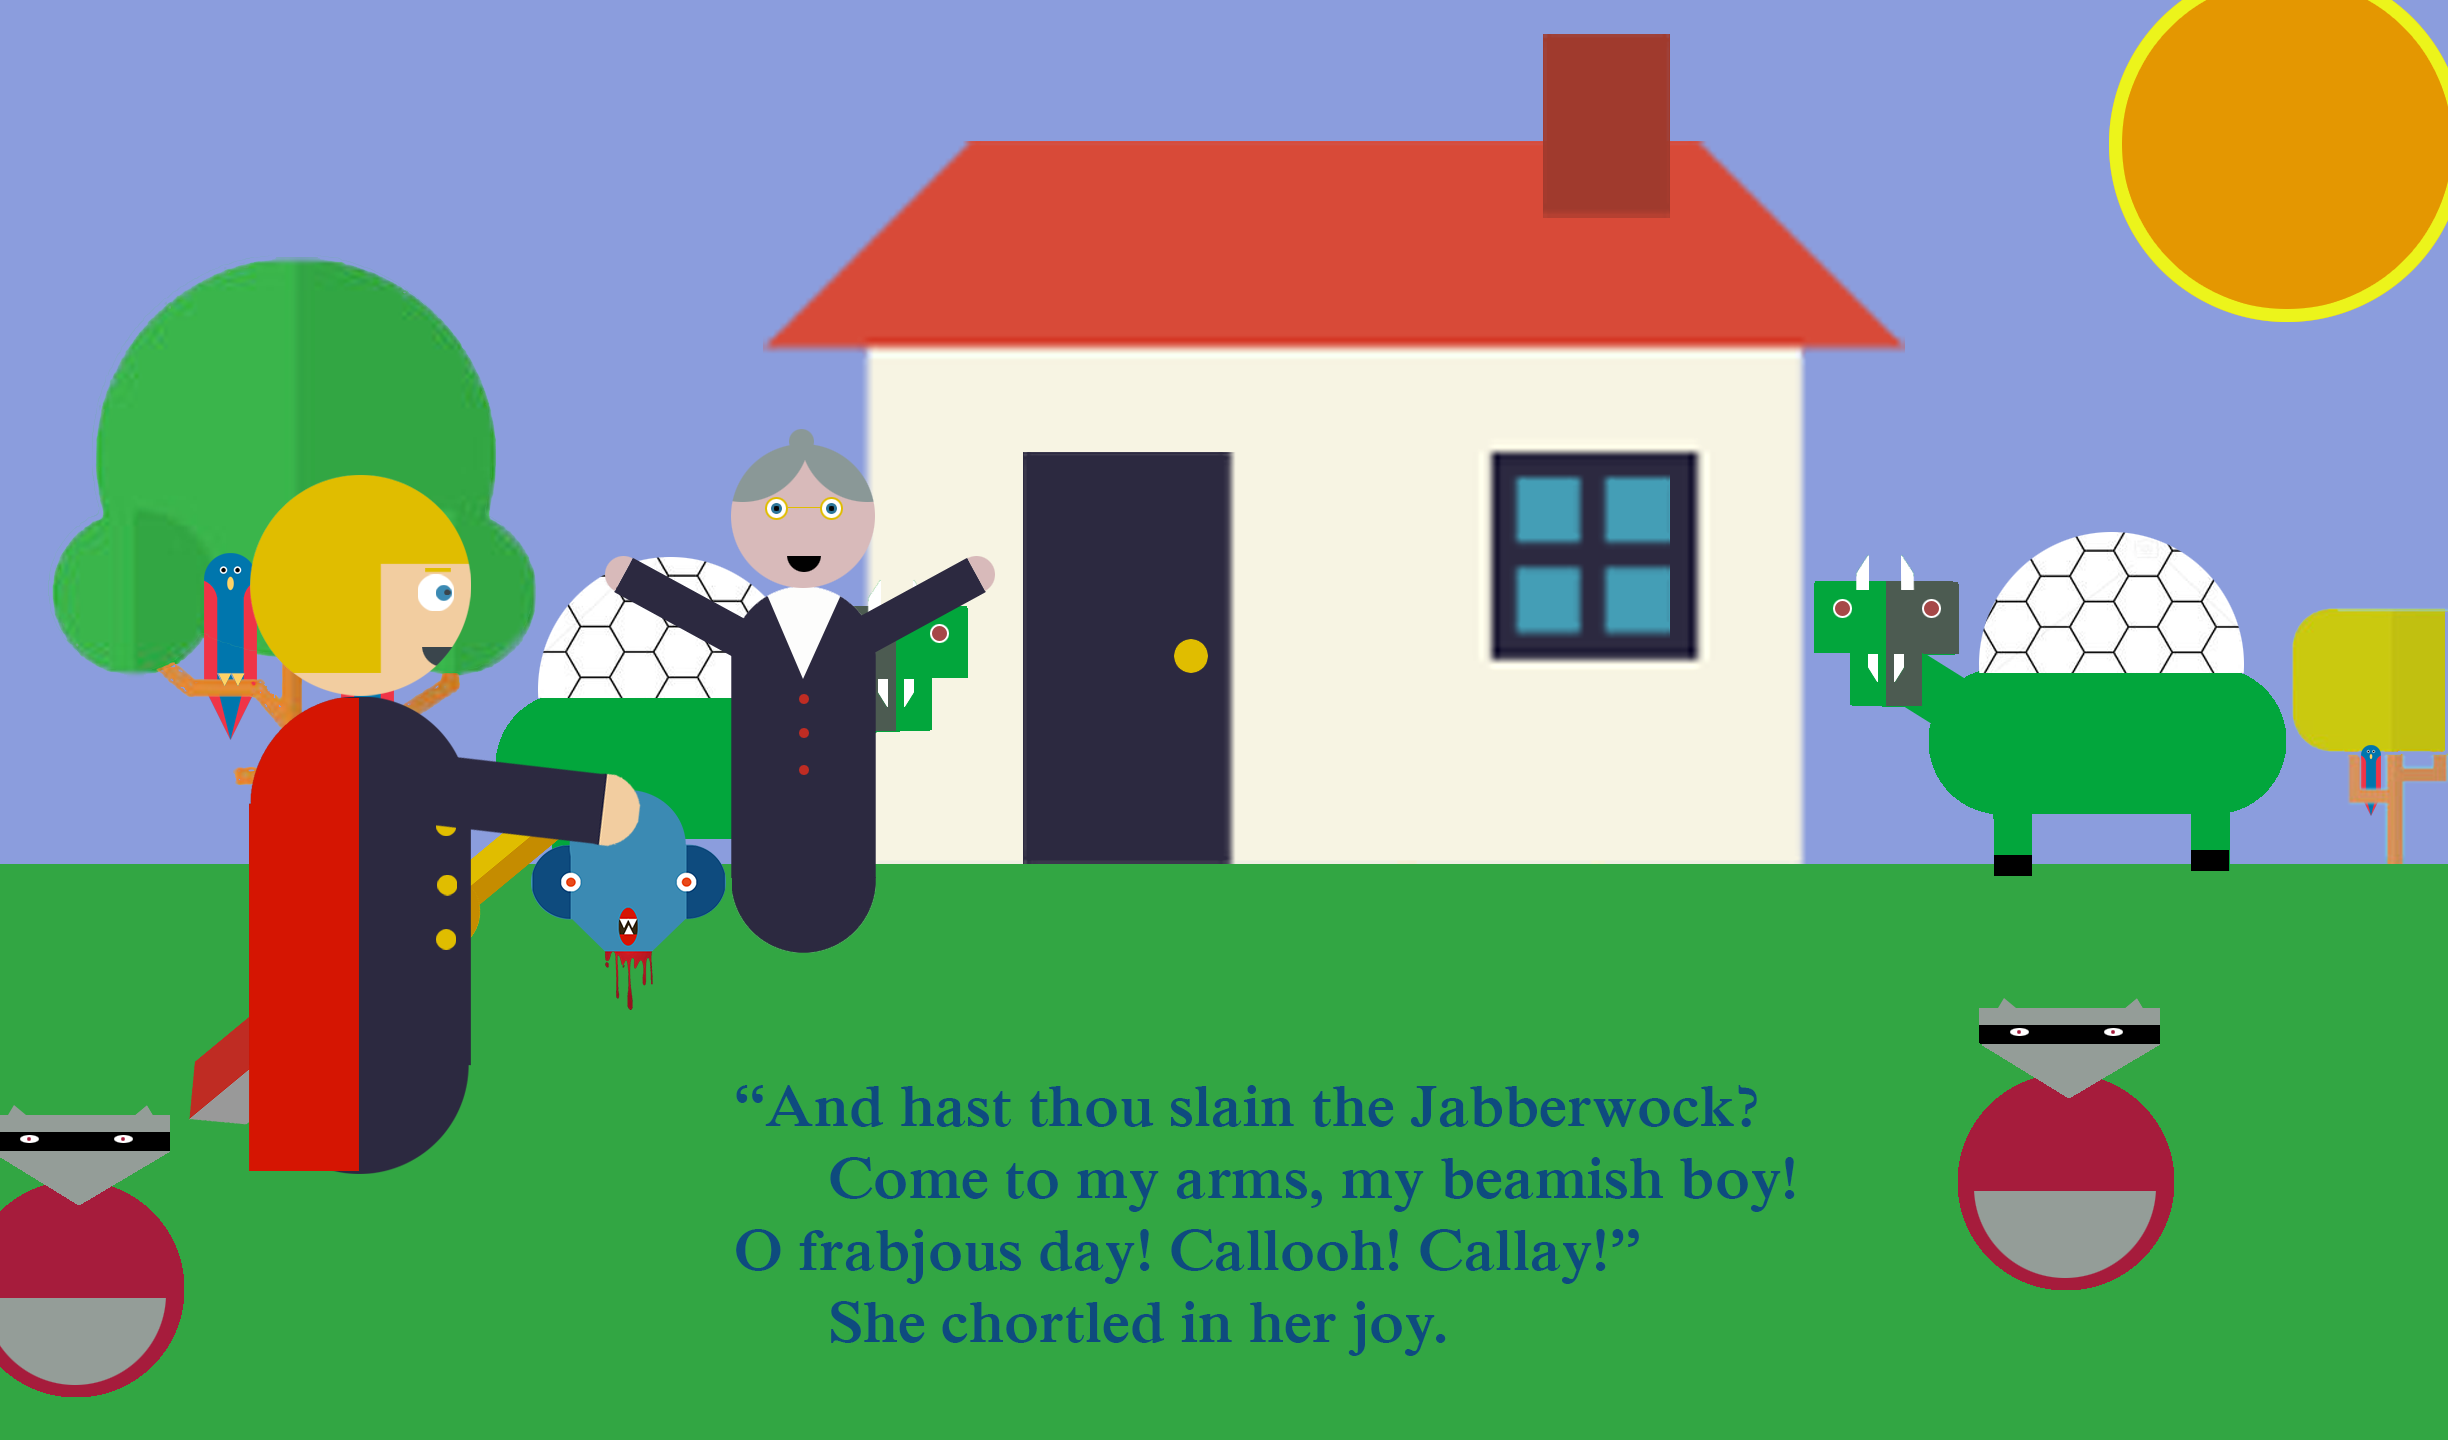 “And hast thou slain the Jabberwock?
Come to my arms, my beamish boy!
O frabjous day! Callooh! Callay!”
She chortled in her joy.